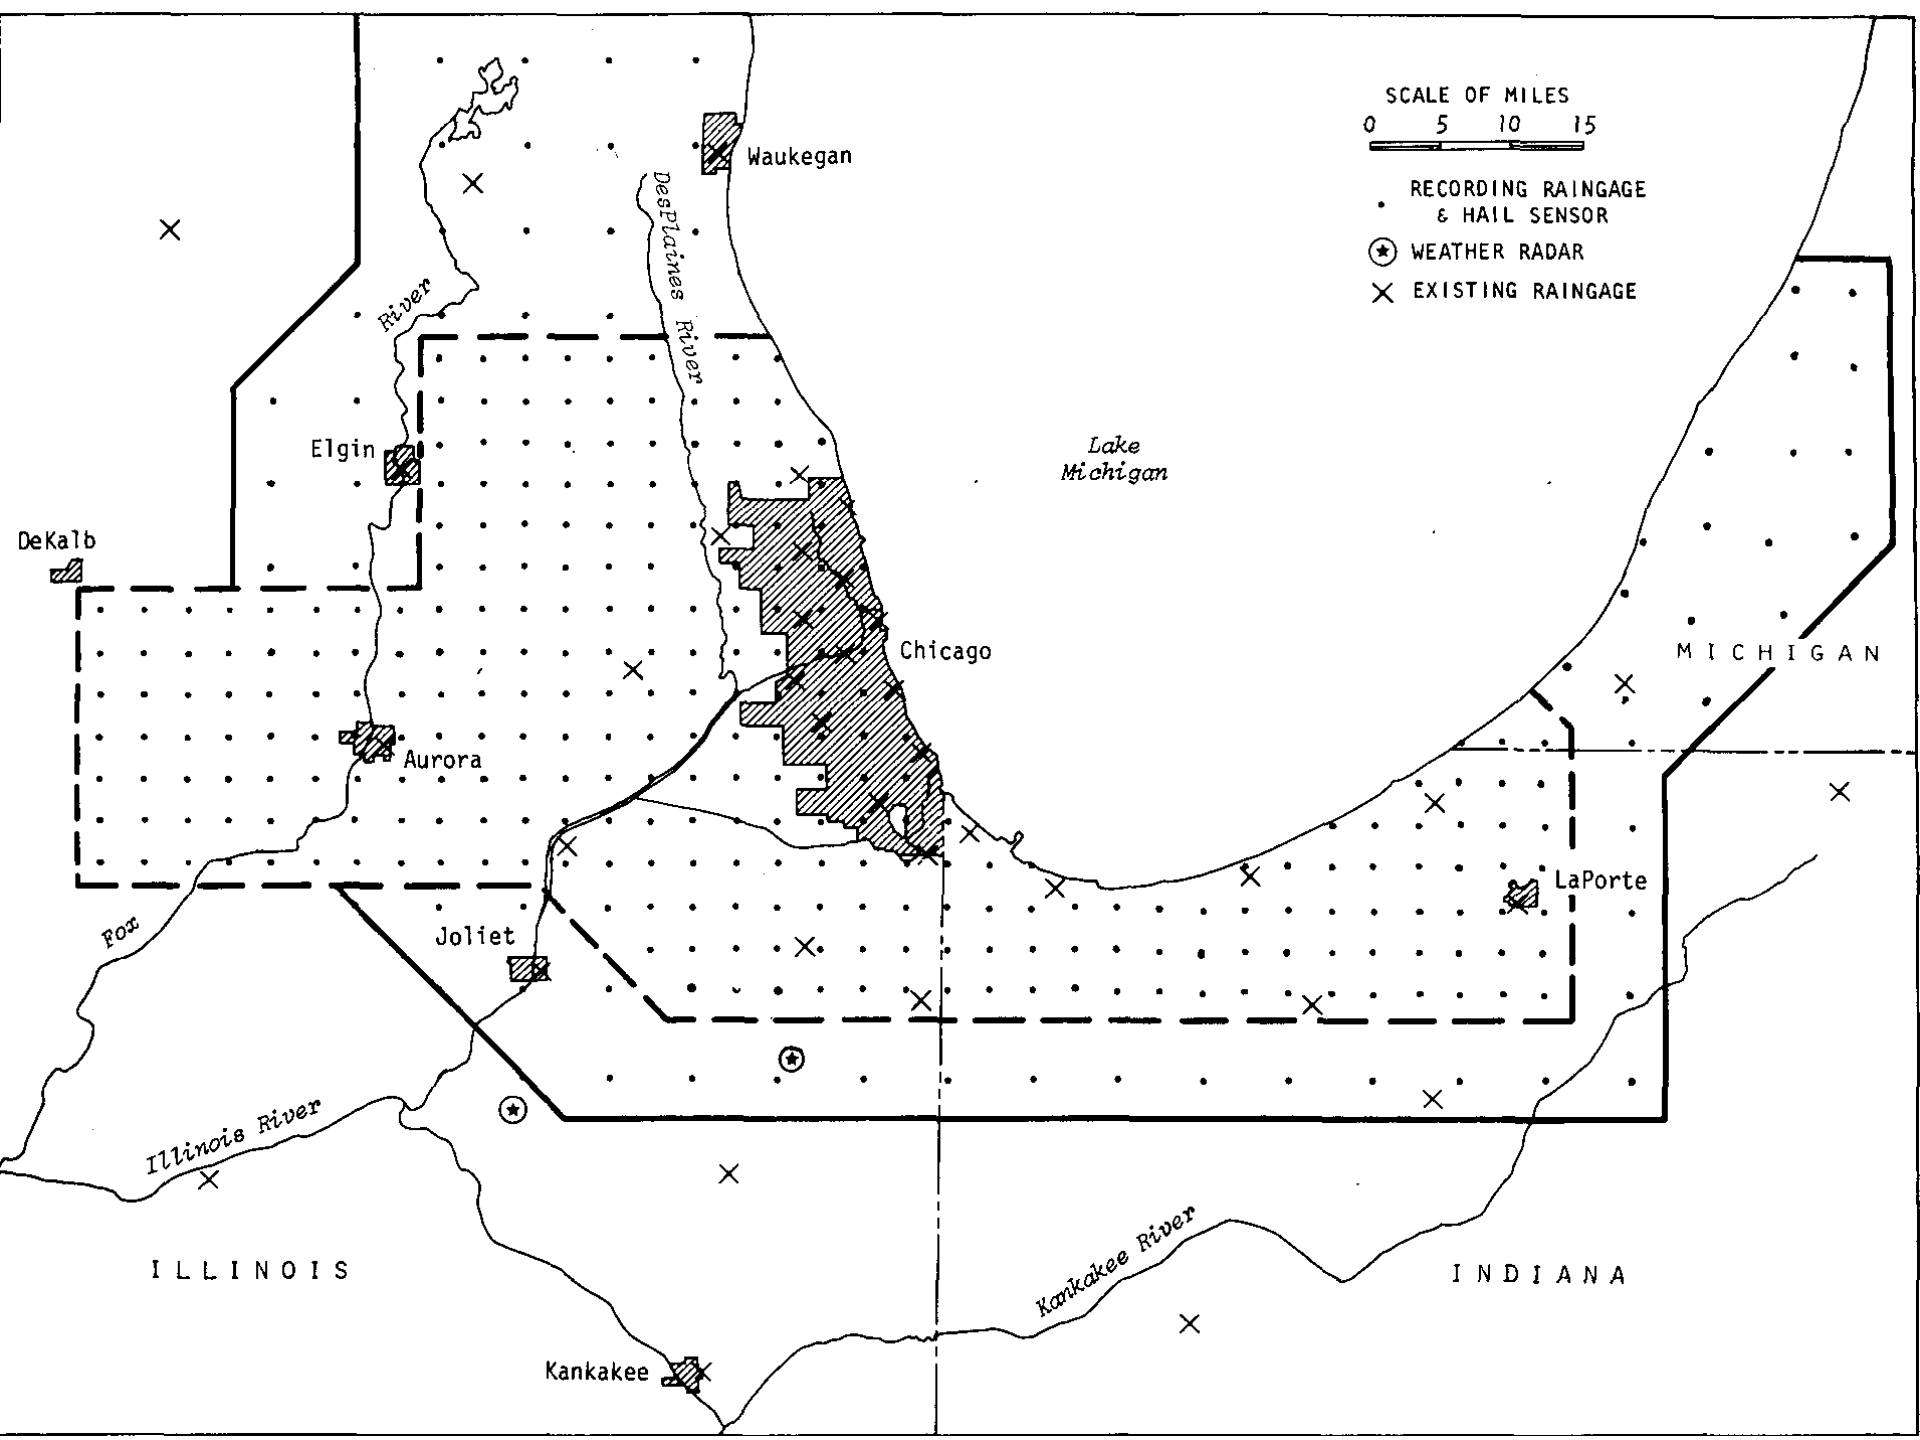 SCALE OF MILES
0 5 10 15
RECORDING RAINGAGE
& HAIL SENSOR
WEATHER RADAR
EXISTING RAINGAGE
Waukegan
DesPlaines River
River
Elgin
Lake
Michigan
DeKalb
Chicago
MICHIGAN
Aurora
LaPorte
Fox
Joliet
Illinois River
Kankakee River
ILLINOIS
INDIANA
Kankakee